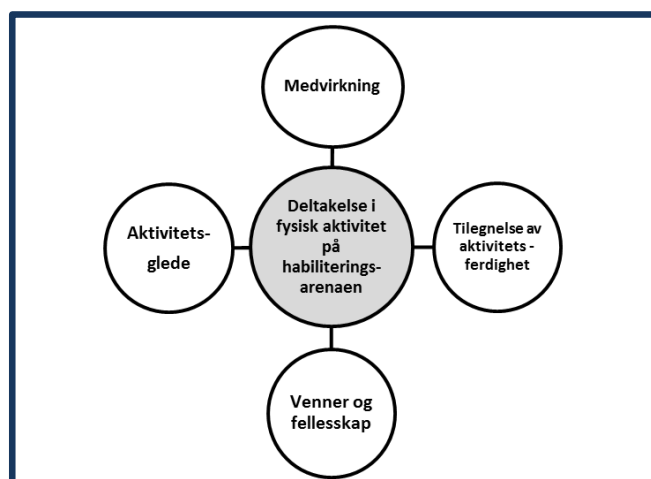 Medvirkning
Deltakelse i
fysisk aktivitet
på
habiliterings-
arenaen
Aktivitets-
glede
Tilegnelse av
aktivitets -
ferdighet
Venner og
fellesskap